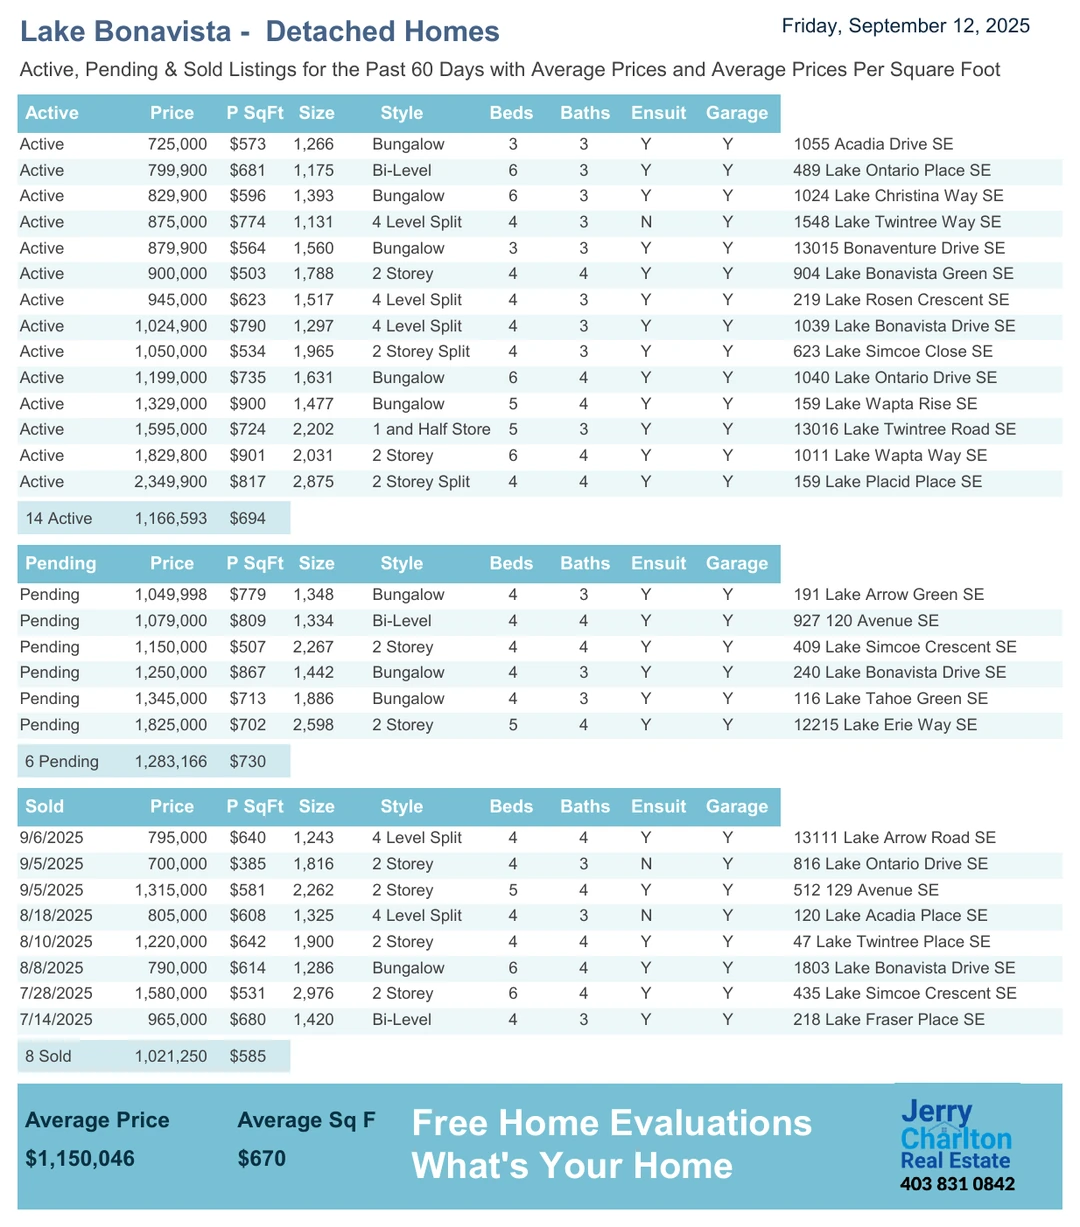 Lake Bonavista - Detached Homes
Friday, September 12, 2025
Active, Pending & Sold Listings for the Past 60 Days with Average Prices and Average Prices Per Square Foot
Active Price P SqFt Size Style Beds Baths Ensuit Garage
Active 725,000 $573 1,266 Bungalow 3 3 Y Y 1055 Acadia Drive SE
Active 799,900 $681 1,175 Bi-Level 6 3 Y Y 489 Lake Ontario Place SE
Active 829,900 $596 1,393 Bungalow 6 3 Y Y 1024 Lake Christina Way SE
Active 875,000 $774 1,131 4 Level Split 4 3 N Y 1548 Lake Twintree Way SE
Active 879,900 $564 1,560 Bungalow 3 3 Y Y 13015 Bonaventure Drive SE
Active 900,000 $503 1,788 2 Storey 4 4 Y Y 904 Lake Bonavista Green SE
Active 945,000 $623 1,517 4 Level Split 4 3 Y Y 219 Lake Rosen Crescent SE
Active 1,024,900 $790 1,297 4 Level Split 4 3 Y Y 1039 Lake Bonavista Drive SE
Active 1,050,000 $534 1,965 2 Storey Split 4 3 Y Y 623 Lake Simcoe Close SE
Active 1,199,000 $735 1,631 Bungalow 6 4 Y Y 1040 Lake Ontario Drive SE
Active 1,329,000 $900 1,477 Bungalow 5 4 Y Y 159 Lake Wapta Rise SE
Active 1,595,000 $724 2,202 1 and Half Store 5 3 Y Y 13016 Lake Twintree Road SE
Active 1,829,800 $901 2,031 2 Storey 6 4 Y Y 1011 Lake Wapta Way SE
Active 2,349,900 $817 2,875 2 Storey Split 4 4 Y Y 159 Lake Placid Place SE
14 Active 1,166,593 $694
Pending Price P SqFt Size Style Beds Baths Ensuit Garage
Pending 1,049,998 $779 1,348 Bungalow 4 3 Y Y 191 Lake Arrow Green SE
Pending 1,079,000 $809 1,334 Bi-Level 4 4 Y Y 927 120 Avenue SE
Pending 1,150,000 $507 2,267 2 Storey 4 4 Y Y 409 Lake Simcoe Crescent SE
Pending 1,250,000 $867 1,442 Bungalow 4 3 Y Y 240 Lake Bonavista Drive SE
Pending 1,345,000 $713 1,886 Bungalow 4 3 Y Y 116 Lake Tahoe Green SE
Pending 1,825,000 $702 2,598 2 Storey 5 4 Y Y 12215 Lake Erie Way SE
6 Pending 1,283,166 $730
Sold Price P SqFt Size Style Beds Baths Ensuit Garage
9/6/2025 795,000 $640 1,243 4 Level Split 4 4 Y Y 13111 Lake Arrow Road SE
9/5/2025 700,000 $385 1,816 2 Storey 4 3 N Y 816 Lake Ontario Drive SE
9/5/2025 1,315,000 $581 2,262 2 Storey 5 4 Y Y 512 129 Avenue SE
8/18/2025 805,000 $608 1,325 4 Level Split 4 3 N Y 120 Lake Acadia Place SE
8/10/2025 1,220,000 $642 1,900 2 Storey 4 4 Y Y 47 Lake Twintree Place SE
8/8/2025 790,000 $614 1,286 Bungalow 6 4 Y Y 1803 Lake Bonavista Drive SE
7/28/2025 1,580,000 $531 2,976 2 Storey 6 4 Y Y 435 Lake Simcoe Crescent SE
7/14/2025 965,000 $680 1,420 Bi-Level 4 3 Y Y 218 Lake Fraser Place SE
8 Sold 1,021,250 $585
Average Price Average Sq F
$1,150,046 $670
Free Home Evaluations
What's Your Home
Jerry
Charlton
Real Estate
403 831 0842